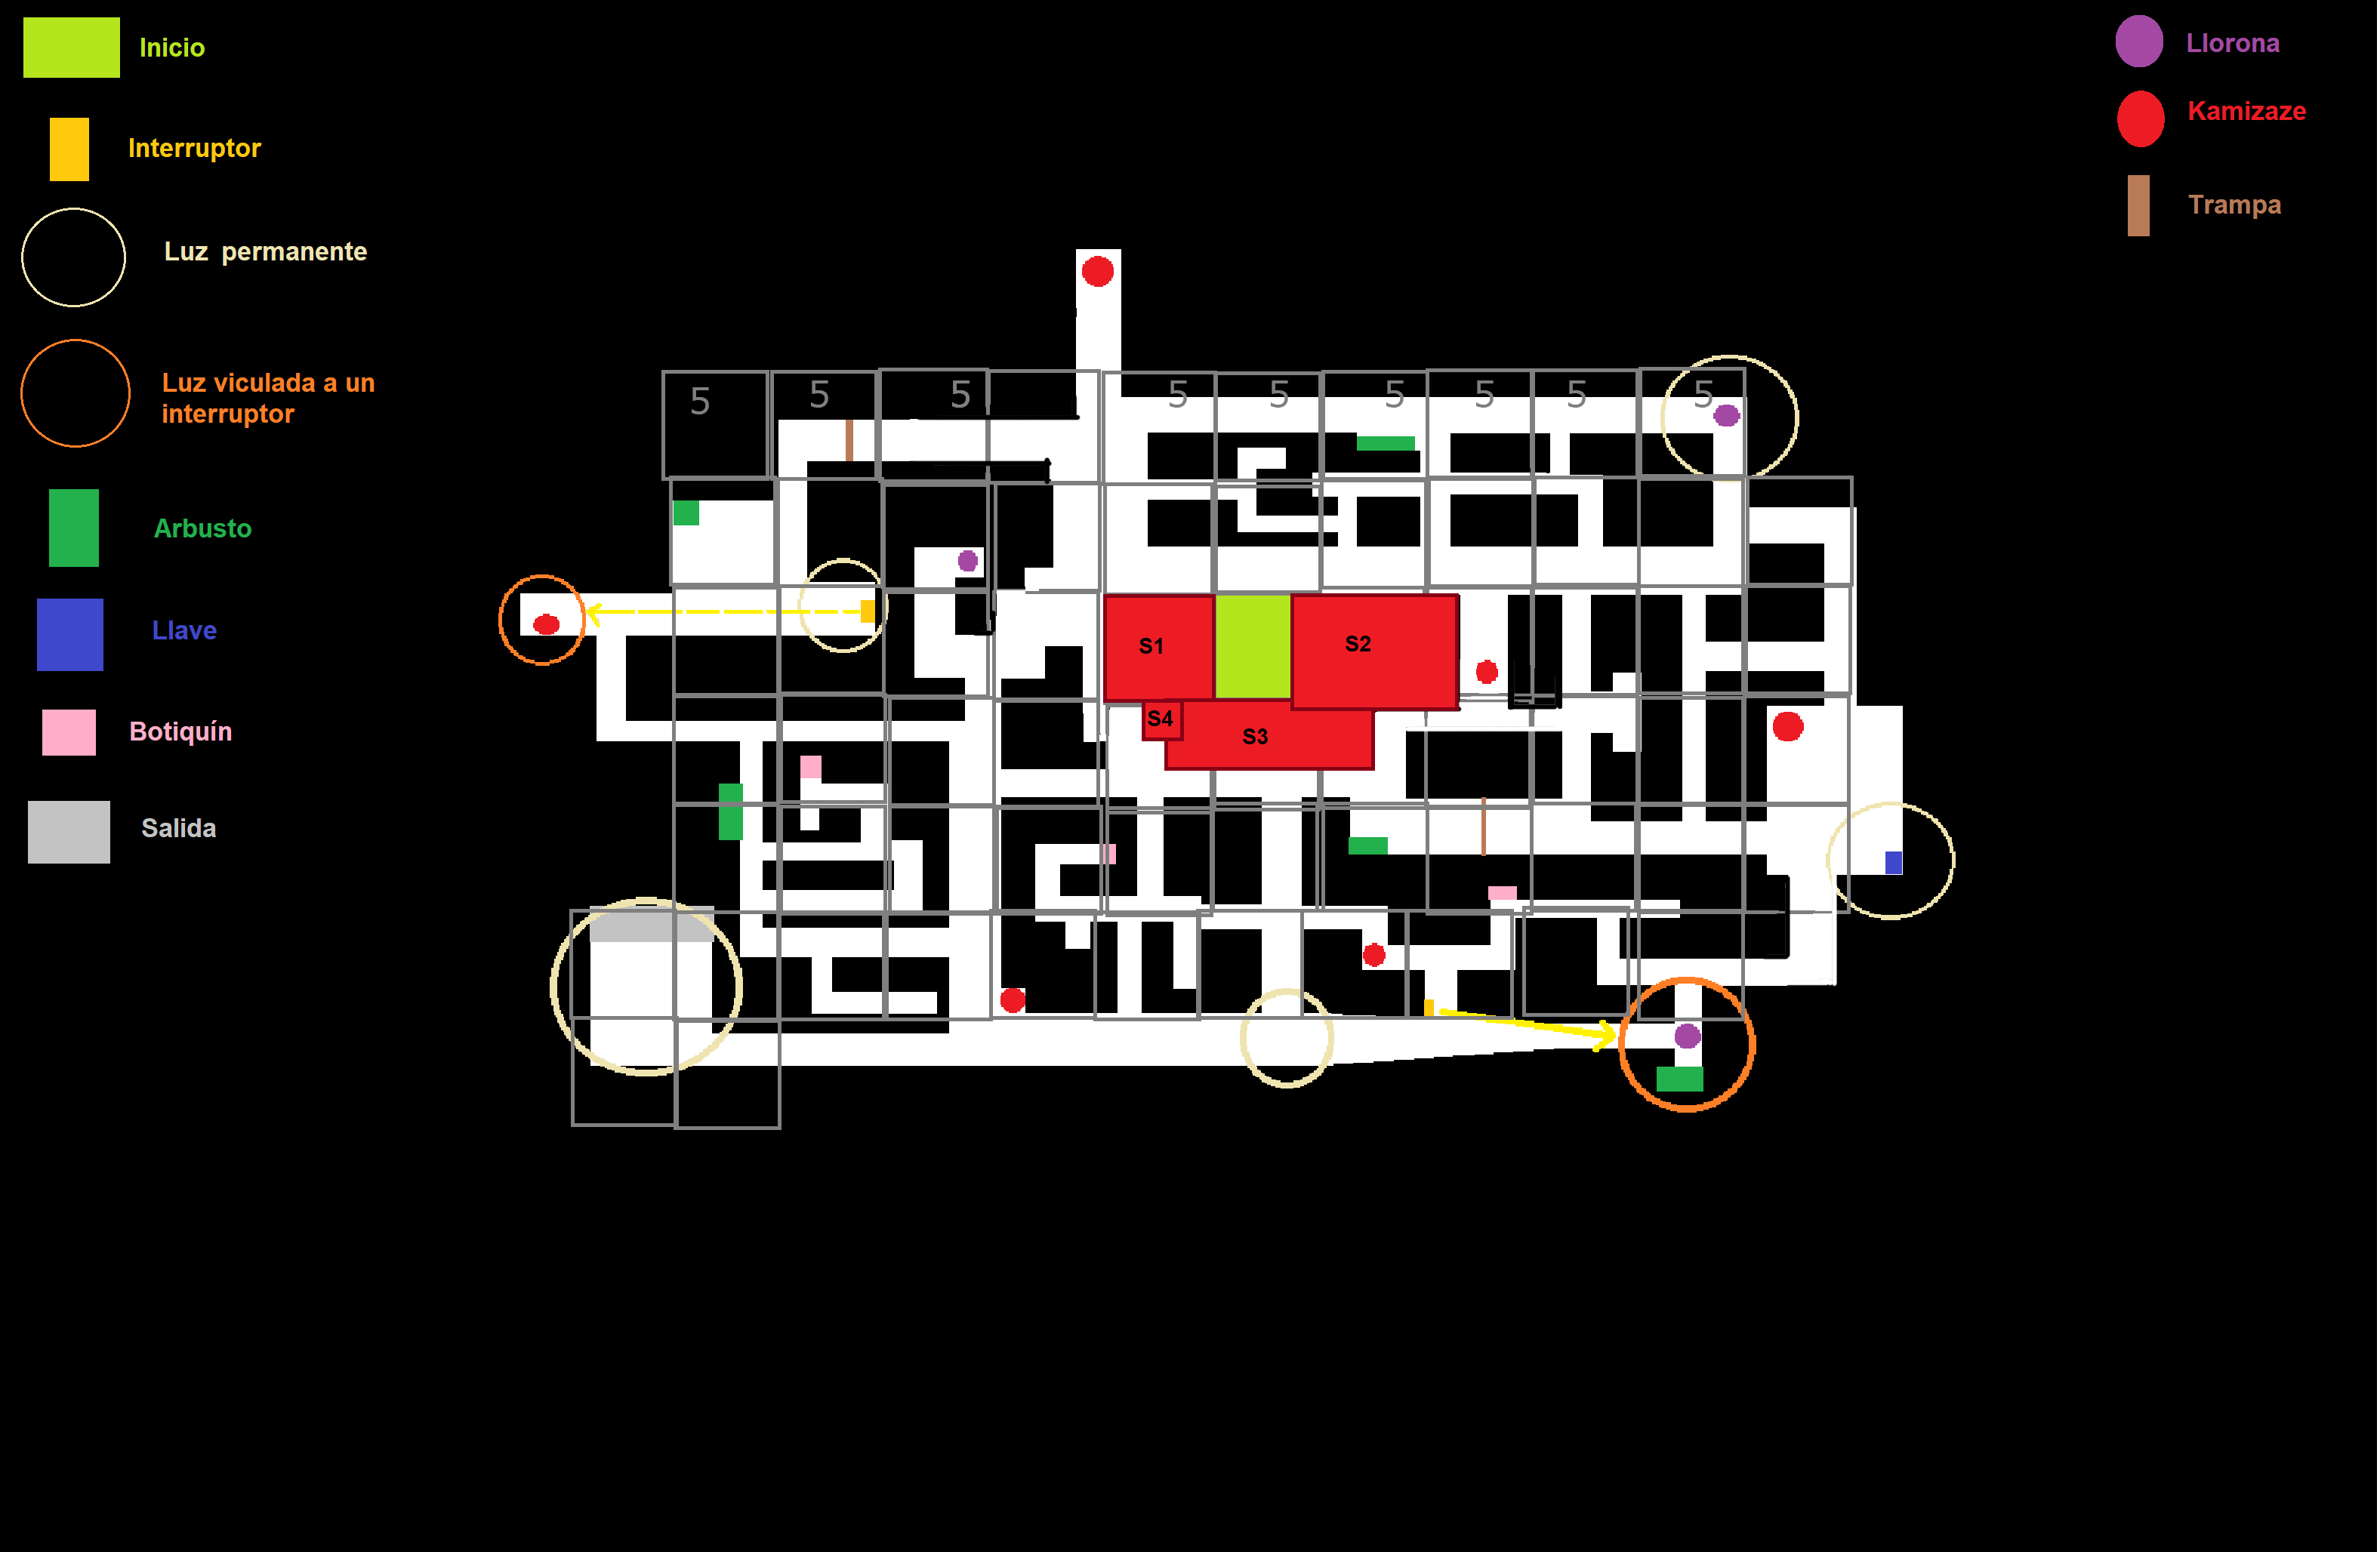 Inicio
Interruptor
Luz permanente
Luz viculada a un
interruptor
Arbusto
Llave
Botiquín
Salida
Llorona
Kamizaze
Trampa
5 5 5 5 5 5 5 5 5
S1
S2
S4
S3